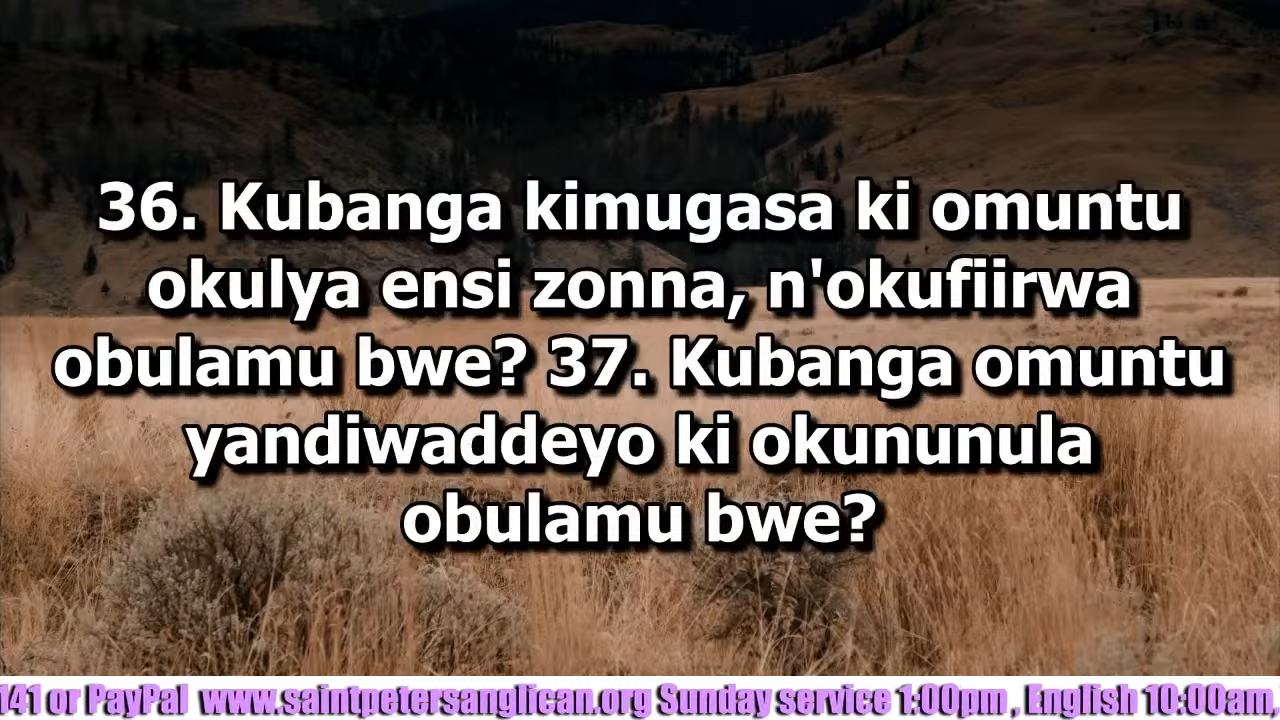 36. Kubanga kimugasa ki omuntu
okulya ensi zonna, n'okufiirwa
obulamu bwe? 37. Kubanga omuntu
yandiwaddeyo ki okununula
obulamu bwe?
141 or PayPal www.saintpetersanglican.org Sunday service 1:00pm , English 10:00am,